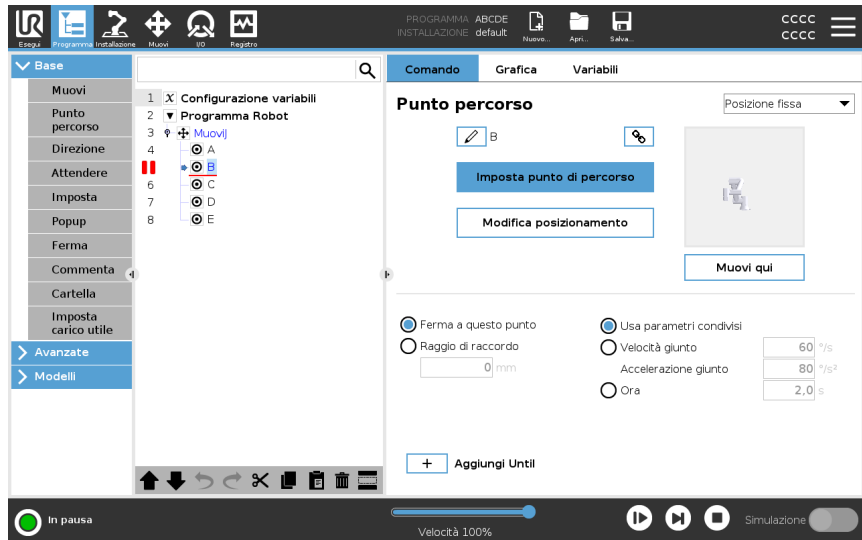 UR
Esegui
Programma
Installazione
Muovi
I/O
Registro
PROGRAMMA ABCDE
INSTALLAZIONE default
Nuovo...
Apri...
Salva...
cccc
cccc
Base
Muovi
Punto
percorso
Direzione
Attendere
Imposta
Popup
Ferma
Commenta
Cartella
Imposta
carico utile
Avanzate
Modelli
1 X Configurazione variabili
2 Programma Robot
3 MuoviJ
4 A
B
6 C
7 D
8 E
Comando Grafica Variabili
Punto percorso
Posizione fissa
B
Imposta punto di percorso
Modifica posizionamento
Muovi qui
Ferma a questo punto
Raggio di raccordo
0 mm
Usa parametri condivisi
Velocità giunto 60 °/s
Accelerazione giunto 80 °/s²
Ora 2,0 s
+ Aggiungi Until
In pausa
Velocità 100%
Simulazione